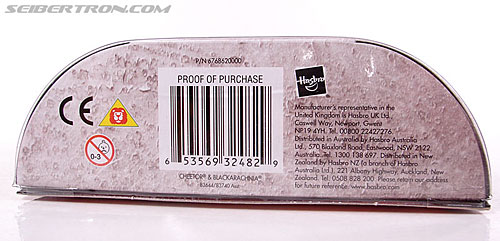 SEIBERTRON.COM
P/N 6768620000
PROOF OF PURCHASE
6 53569 32482 9
CHEETOR & BLACKARACHNIA
83644/83740 Asst.
CE
0-3
Hasbro
Manufacturer's representative in the
United Kingdom is Hasbro UK Ltd.
Caswell Way, Newport, Gwent
NP19 4YH. Tel. 00800 22427276.
Distributed in Australia by Hasbro Australia
Ltd., 570 Blaxland Road, Eastwood, NSW 2122,
Australia. Tel. 1300 138 697. Distributed in New
Zealand by Hasbro NZ (a branch of Hasbro
Australia Ltd.), 221 Albany Highway, Auckland, New
Zealand. Tel. 0508 828 200. Please retain our address for
future reference. www.hasbro.com